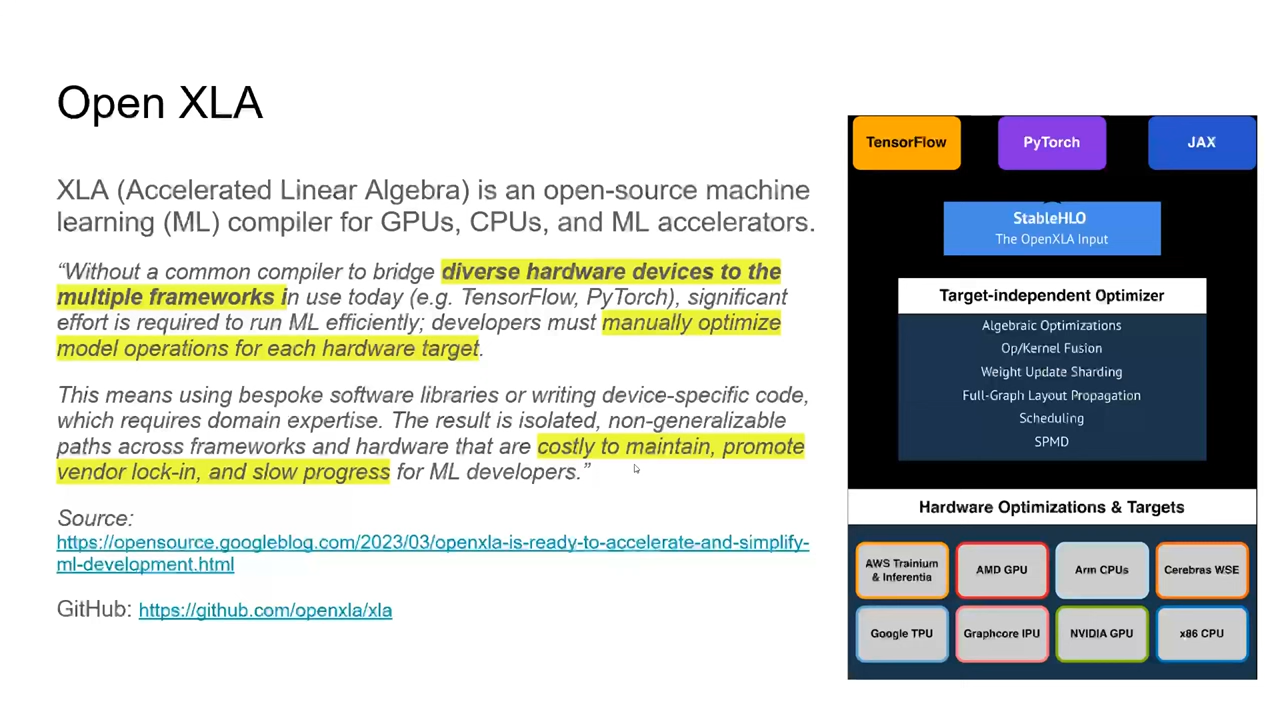 Open XLA
XLA (Accelerated Linear Algebra) is an open-source machine
learning (ML) compiler for GPUs, CPUs, and ML accelerators.
“Without a common compiler to bridge diverse hardware devices to the
multiple frameworks in use today (e.g. TensorFlow, PyTorch), significant
effort is required to run ML efficiently; developers must manually optimize
model operations for each hardware target.
This means using bespoke software libraries or writing device-specific code,
which requires domain expertise. The result is isolated, non-generalizable
paths across frameworks and hardware that are costly to maintain, promote
vendor lock-in, and slow progress for ML developers.”
Source:
https://opensource.googleblog.com/2023/03/openxla-is-ready-to-accelerate-and-simplify-
ml-development.html
GitHub: https://github.com/openxla/xla
TensorFlow
PyTorch
JAX
StableHLO
The OpenXLA Input
Target-independent Optimizer
Algebraic Optimizations
Op/Kernel Fusion
Weight Update Sharding
Full-Graph Layout Propagation
Scheduling
SPMD
Hardware Optimizations & Targets
AWS Trainium
& Inferentia
AMD GPU
Arm CPUs
Cerebras WSE
Google TPU
Graphcore IPU
NVIDIA GPU
x86 CPU